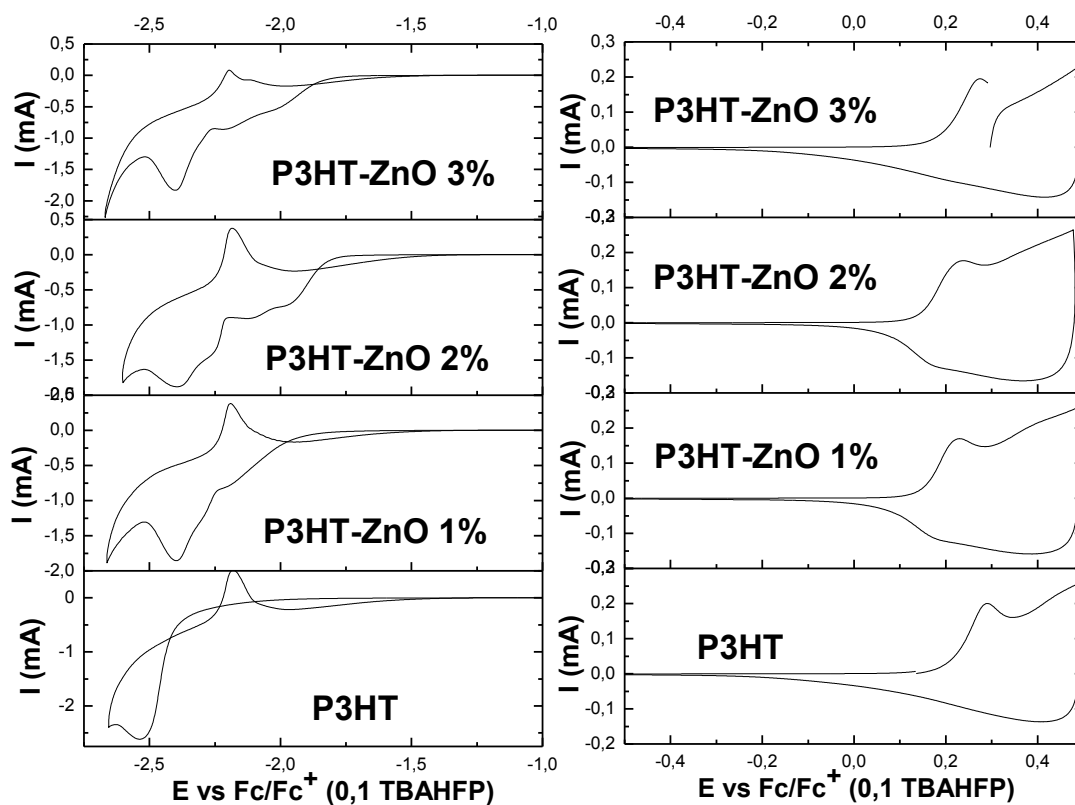 -2,5 -2,0 -1,5 -1,0
0,5
0,0
-0,5
-1,0
-1,5
-2,0
I (mA)
P3HT-ZnO 3%
0,5
0,0
-0,5
-1,0
-1,5
I (mA)
P3HT-ZnO 2%
0,0
-0,5
-1,0
-1,5
-2,0
I (mA)
P3HT-ZnO 1%
0
-1
-2
I (mA)
P3HT
-2,5 -2,0 -1,5 -1,0
E vs Fc/Fc+ (0,1 TBAHFP)
0,0 0,2 0,4
0,3
0,2
0,1
0,0
-0,1
I (mA)
P3HT-ZnO 3%
0,2
0,1
0,0
-0,1
I (mA)
P3HT-ZnO 2%
0,2
0,1
0,0
-0,1
I (mA)
P3HT-ZnO 1%
0,2
0,1
0,0
-0,1
-0,2
I (mA)
P3HT
-0,4 -0,2 0,0 0,2 0,4
E vs Fc/Fc+ (0,1 TBAHFP)